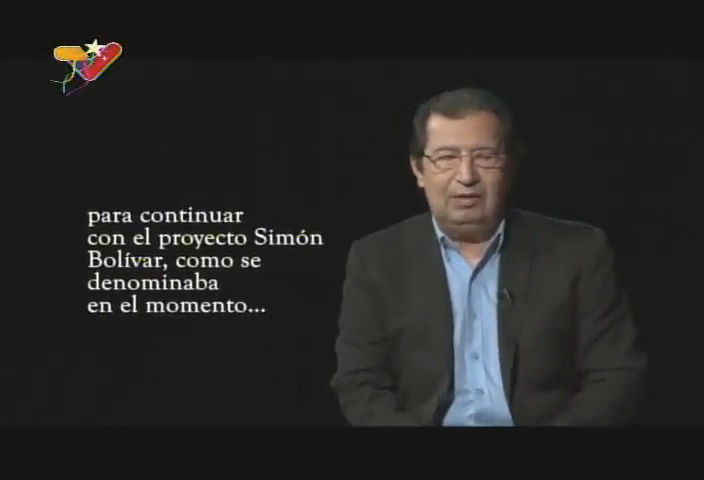 para continuar
con el proyecto Simón
Bolívar, como se
denominaba
en el momento...